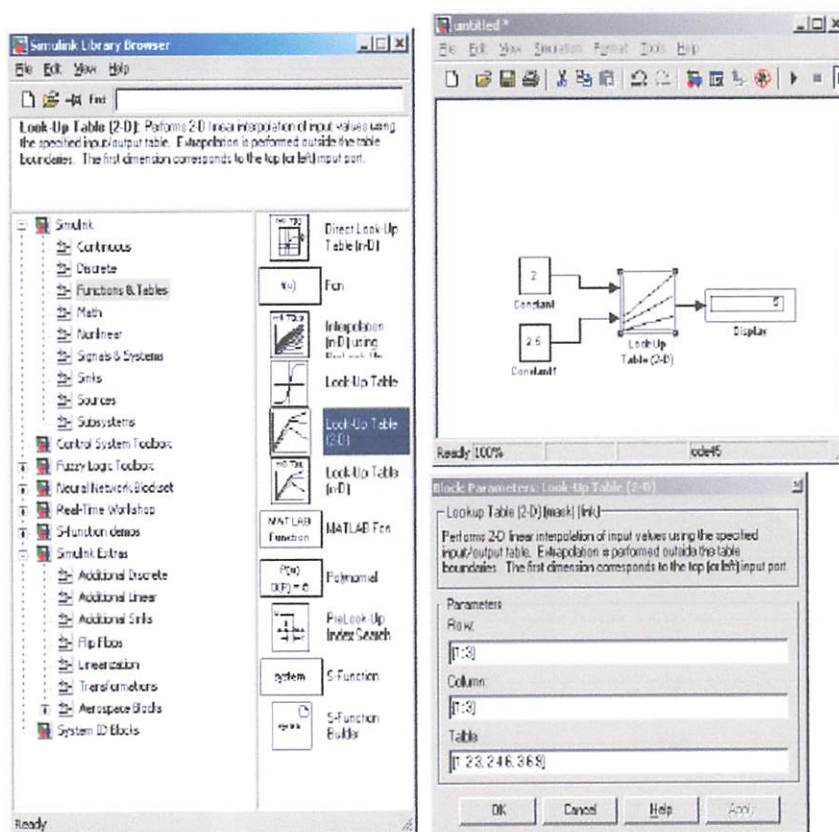 Simulink Library Browser
File Edit View Help
Find
Look-Up Table (2-D): Performs 2-D linear interpolation of input values using
the specified input/output table. Extrapolation is performed outside the table
boundaries. The first dimension corresponds to the top (or left) input port.
Simulink
Continuous
Discrete
Functions & Tables
Math
Nonlinear
Signals & Systems
Sinks
Sources
Subsystems
Control System Toolbox
Fuzzy Logic Toolbox
Neural Network Blockset
Real-Time Workshop
S-function demos
Simulink Extras
Additional Discrete
Additional Linear
Additional Sinks
Flip Flops
Linearization
Transformations
Aerospace Blocks
System ID Blocks
Direct Look-Up
Table (n-D)
f(u)
Fcn
Interpolation
(n-D) using
Look-Up Table
Look-Up Table
(2-D)
Look-Up Table
(n-D)
MATLAB
Function
MATLAB Fcn
P(u)
O(P) = 6
Polynomial
PreLook-Up
Index Search
system
S-Function
S-Function
Builder
Ready
untitled *
File Edit View Simulation Format Tools Help
2
Constant
2.5
Constant1
Look-Up
Table (2-D)
5
Display
Ready 100% ode45
Block Parameters: Look-Up Table (2-D)
Lookup Table (2-D) (mask) (link)
Performs 2-D linear interpolation of input values using the specified
input/output table. Extrapolation is performed outside the table
boundaries. The first dimension corresponds to the top (or left) input port.
Parameters
Row:
[1:3]
Column:
[1:3]
Table:
[1 2 3; 2 4 6; 3 6 9]
OK Cancel Help Apply